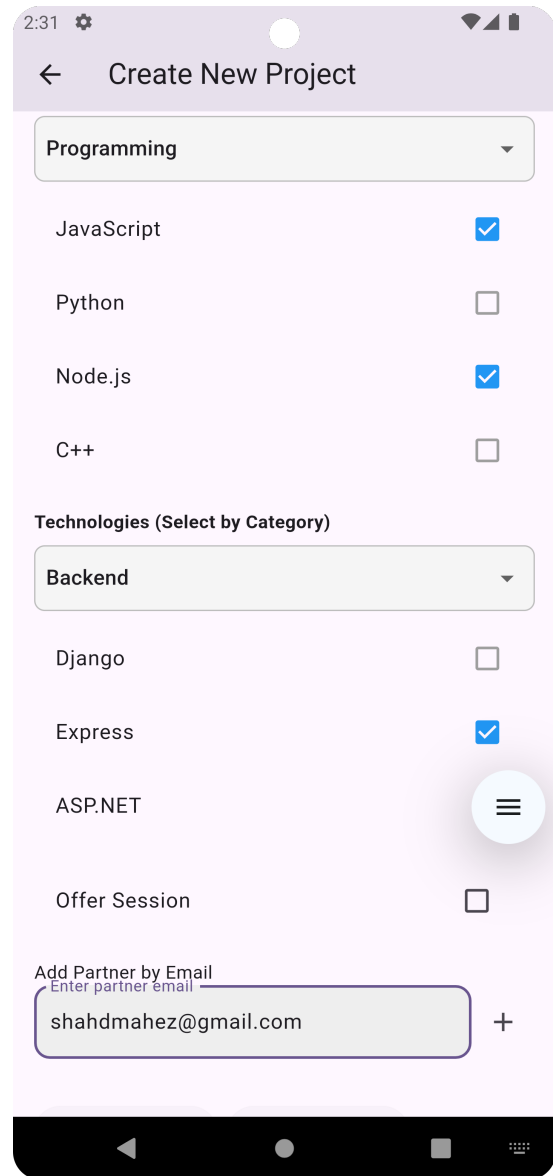 2:31
Create New Project
Programming
JavaScript
Python
Node.js
C++
Technologies (Select by Category)
Backend
Django
Express
ASP.NET
Offer Session
Add Partner by Email
Enter partner email
shahdmahez@gmail.com